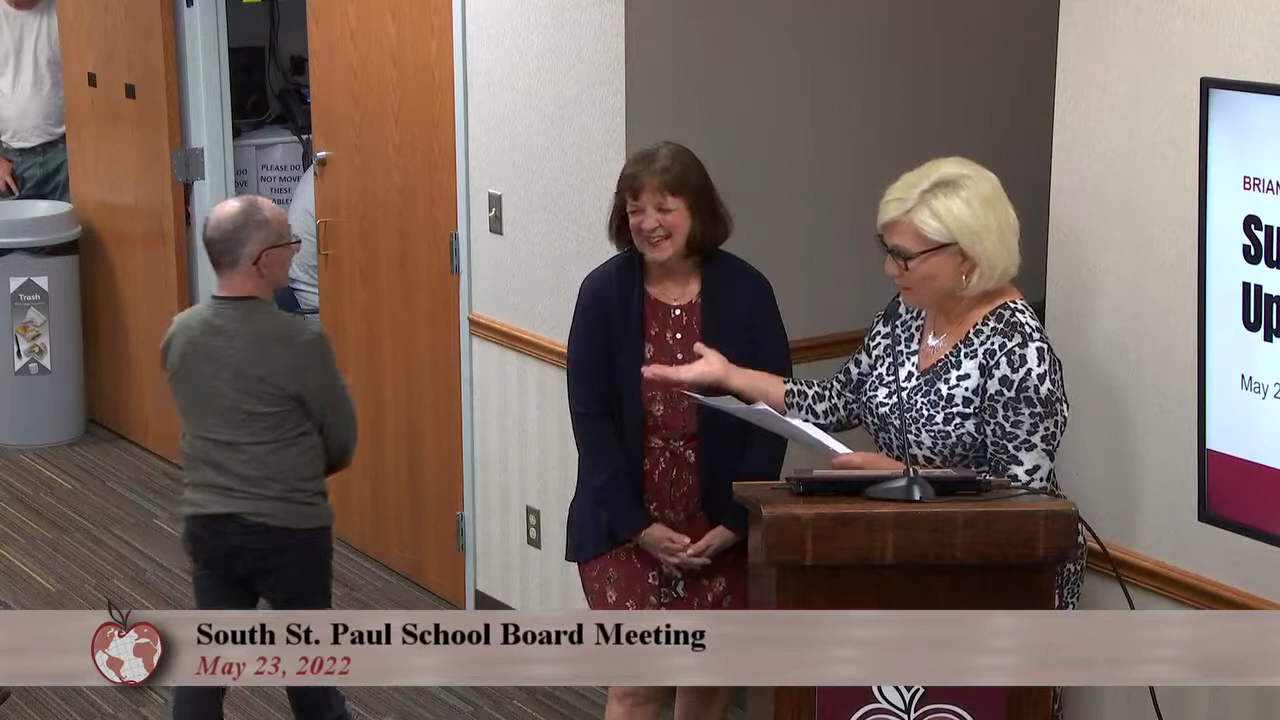 PLEASE DO
NOT MOVE
THESE
Trash
BRIAN
Su
Up
May 2
South St. Paul School Board Meeting
May 23, 2022